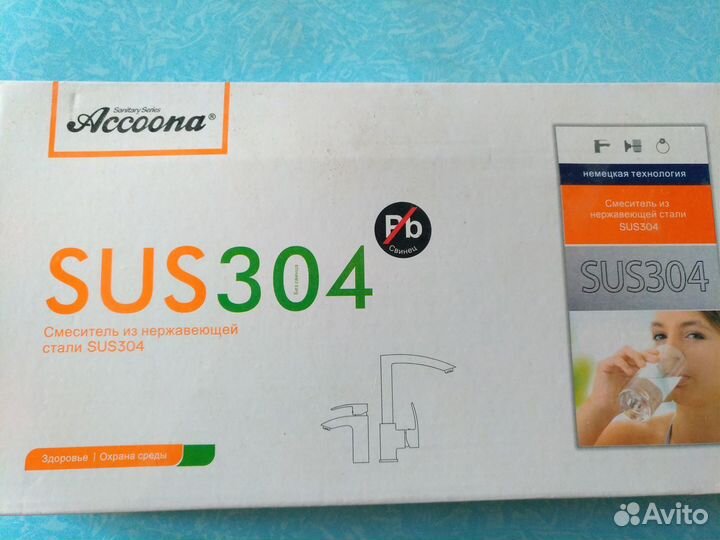 Sanitary Series
Accoona®
немецкая технология
Смеситель из
нержавеющей стали
SUS304
SUS304
Pb
Свинец
SUS304
Без свинца
Смеситель из нержавеющей
стали SUS304
Здоровье | Охрана среды
Avito